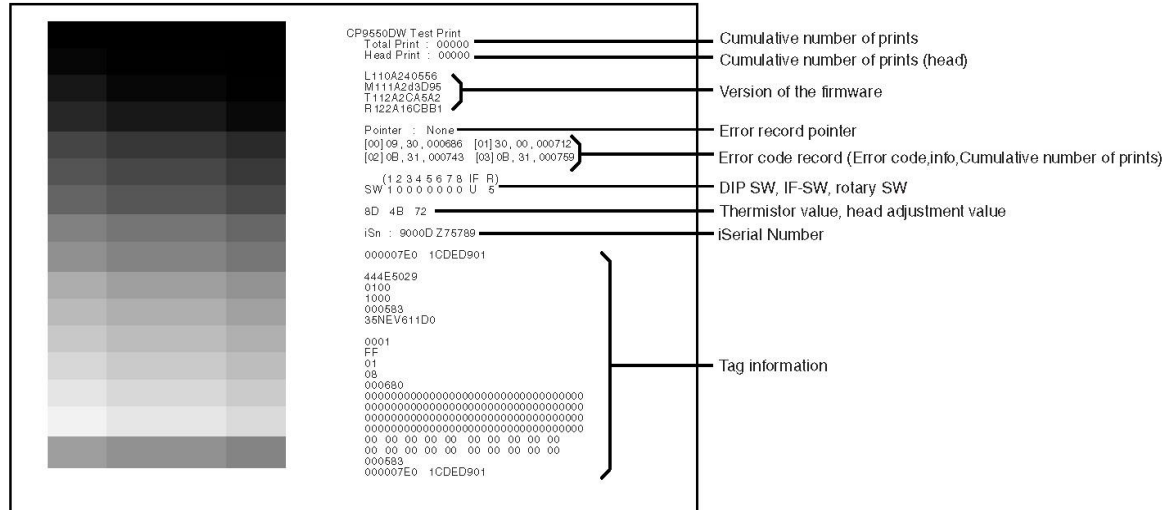 CP9550DW Test Print
Total Print : 00000
Head Print : 00000
L110A240556
M111A2d3D95
T112A2CA5A2
R122A16CBB1
Pointer : None
[00] 09 , 30 , 000686 [01] 30 , 00 , 000712
[02] 0B , 31 , 000743 [03] 0B , 31 , 000759
(1 2 3 4 5 6 7 8 IF R)
SW 1 0 0 0 0 0 0 0 U 5
8D 4B 72
iSn : 9000D Z75789
000007E0 1CDED901
444E5029
0100
1000
000583
35NEV611D0
0001
FF
01
08
000680
00000000000000000000000000000000
00000000000000000000000000000000
00000000000000000000000000000000
00000000000000000000000000000000
00 00 00 00 00 00 00 00 00 00
00 00 00 00 00 00 00 00 00 00
000583
000007E0 1CDED901
Cumulative number of prints
Cumulative number of prints (head)
Version of the firmware
Error record pointer
Error code record (Error code,info,Cumulative number of prints)
DIP SW, IF-SW, rotary SW
Thermistor value, head adjustment value
iSerial Number
Tag information